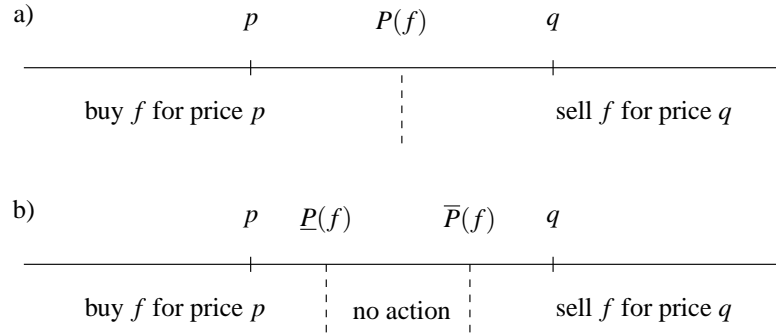 a)
p P(f) q
buy f for price p sell f for price q
b)
p P̲(f) P̅(f) q
buy f for price p no action sell f for price q